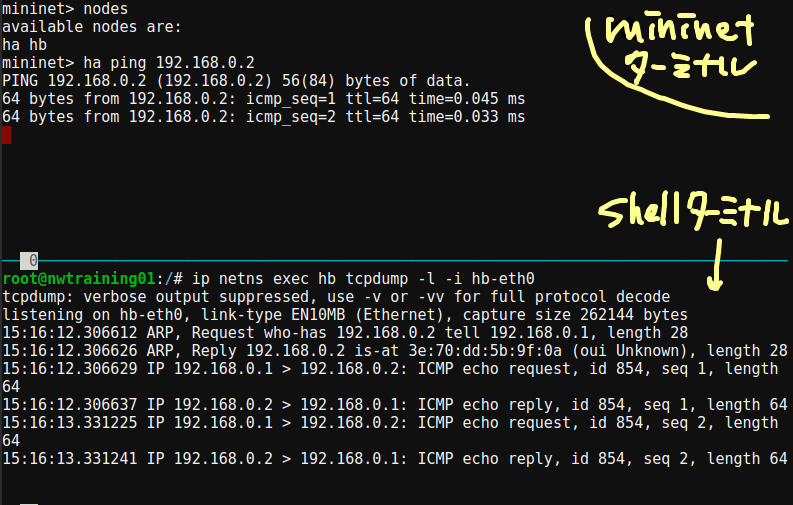 mininet> nodes
available nodes are:
ha hb
mininet> ha ping 192.168.0.2
PING 192.168.0.2 (192.168.0.2) 56(84) bytes of data.
64 bytes from 192.168.0.2: icmp_seq=1 ttl=64 time=0.045 ms
64 bytes from 192.168.0.2: icmp_seq=2 ttl=64 time=0.033 ms
mininet
ターミナル
shellターミナル
0
root@nwtraining01:/# ip netns exec hb tcpdump -l -i hb-eth0
tcpdump: verbose output suppressed, use -v or -vv for full protocol decode
listening on hb-eth0, link-type EN10MB (Ethernet), capture size 262144 bytes
15:16:12.306612 ARP, Request who-has 192.168.0.2 tell 192.168.0.1, length 28
15:16:12.306626 ARP, Reply 192.168.0.2 is-at 3e:70:dd:5b:9f:0a (oui Unknown), length 28
15:16:12.306629 IP 192.168.0.1 > 192.168.0.2: ICMP echo request, id 854, seq 1, length
64
15:16:12.306637 IP 192.168.0.2 > 192.168.0.1: ICMP echo reply, id 854, seq 1, length 64
15:16:13.331225 IP 192.168.0.1 > 192.168.0.2: ICMP echo request, id 854, seq 2, length
64
15:16:13.331241 IP 192.168.0.2 > 192.168.0.1: ICMP echo reply, id 854, seq 2, length 64